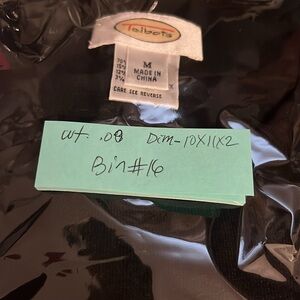 Talbots
M
MADE IN
CHINA
CARE SEE REVERSE
wt. .08 Dim-10X11X2
Bin#16